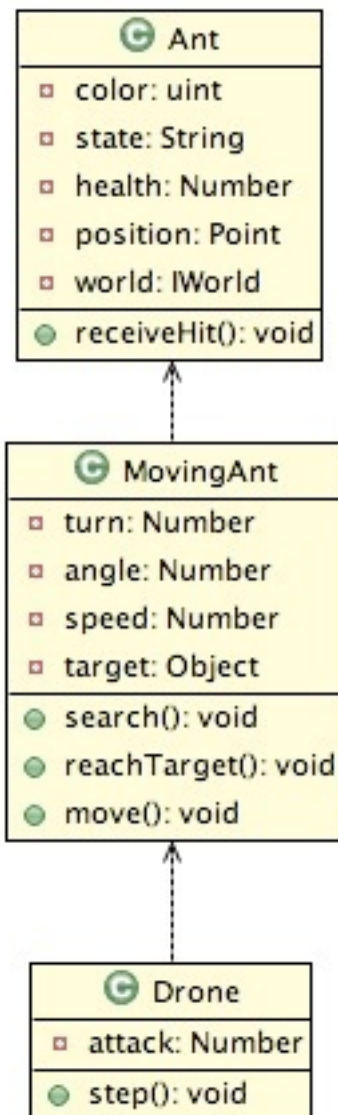 C Ant
color: uint
state: String
health: Number
position: Point
world: IWorld
receiveHit(): void
C MovingAnt
turn: Number
angle: Number
speed: Number
target: Object
search(): void
reachTarget(): void
move(): void
C Drone
attack: Number
step(): void